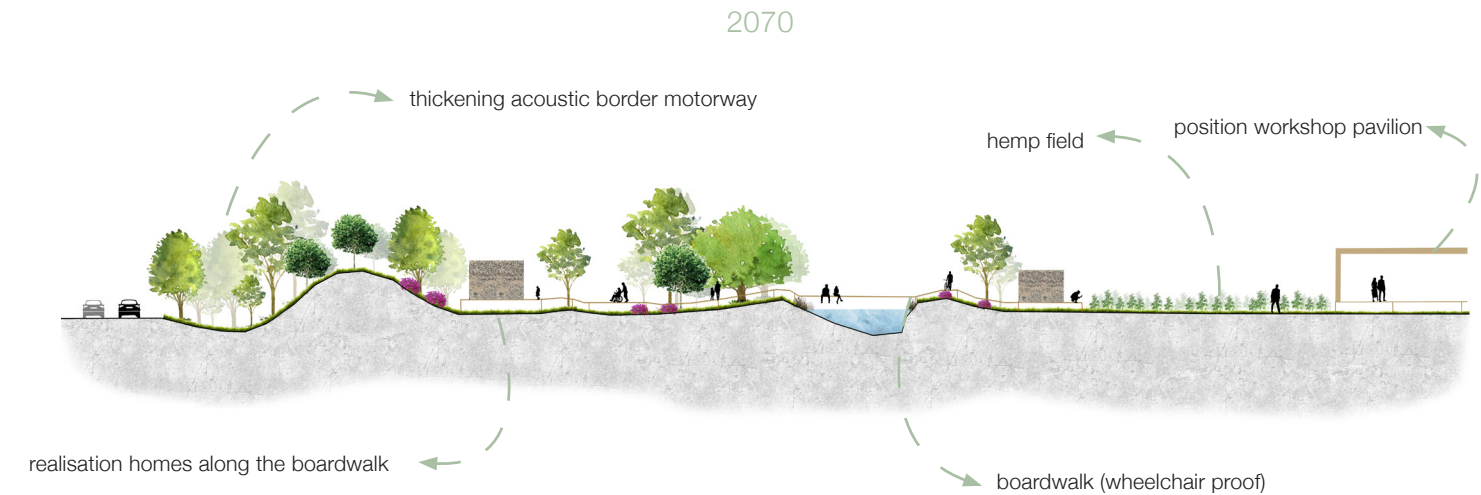 2070
thickening acoustic border motorway
position workshop pavilion
hemp field
realisation homes along the boardwalk
boardwalk (wheelchair proof)